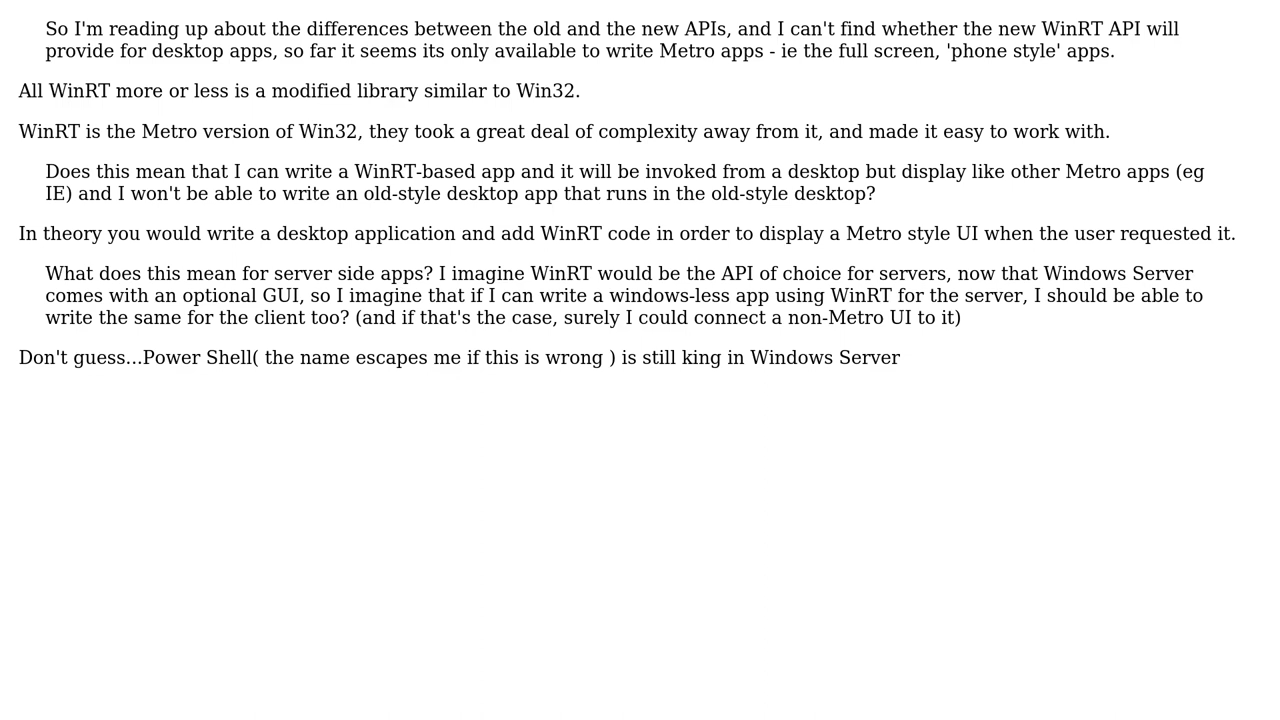 So I'm reading up about the differences between the old and the new APIs, and I can't find whether the new WinRT API will
provide for desktop apps, so far it seems its only available to write Metro apps - ie the full screen, 'phone style' apps.
All WinRT more or less is a modified library similar to Win32.
WinRT is the Metro version of Win32, they took a great deal of complexity away from it, and made it easy to work with.
Does this mean that I can write a WinRT-based app and it will be invoked from a desktop but display like other Metro apps (eg
IE) and I won't be able to write an old-style desktop app that runs in the old-style desktop?
In theory you would write a desktop application and add WinRT code in order to display a Metro style UI when the user requested it.
What does this mean for server side apps? I imagine WinRT would be the API of choice for servers, now that Windows Server
comes with an optional GUI, so I imagine that if I can write a windows-less app using WinRT for the server, I should be able to
write the same for the client too? (and if that's the case, surely I could connect a non-Metro UI to it)
Don't guess...Power Shell( the name escapes me if this is wrong ) is still king in Windows Server